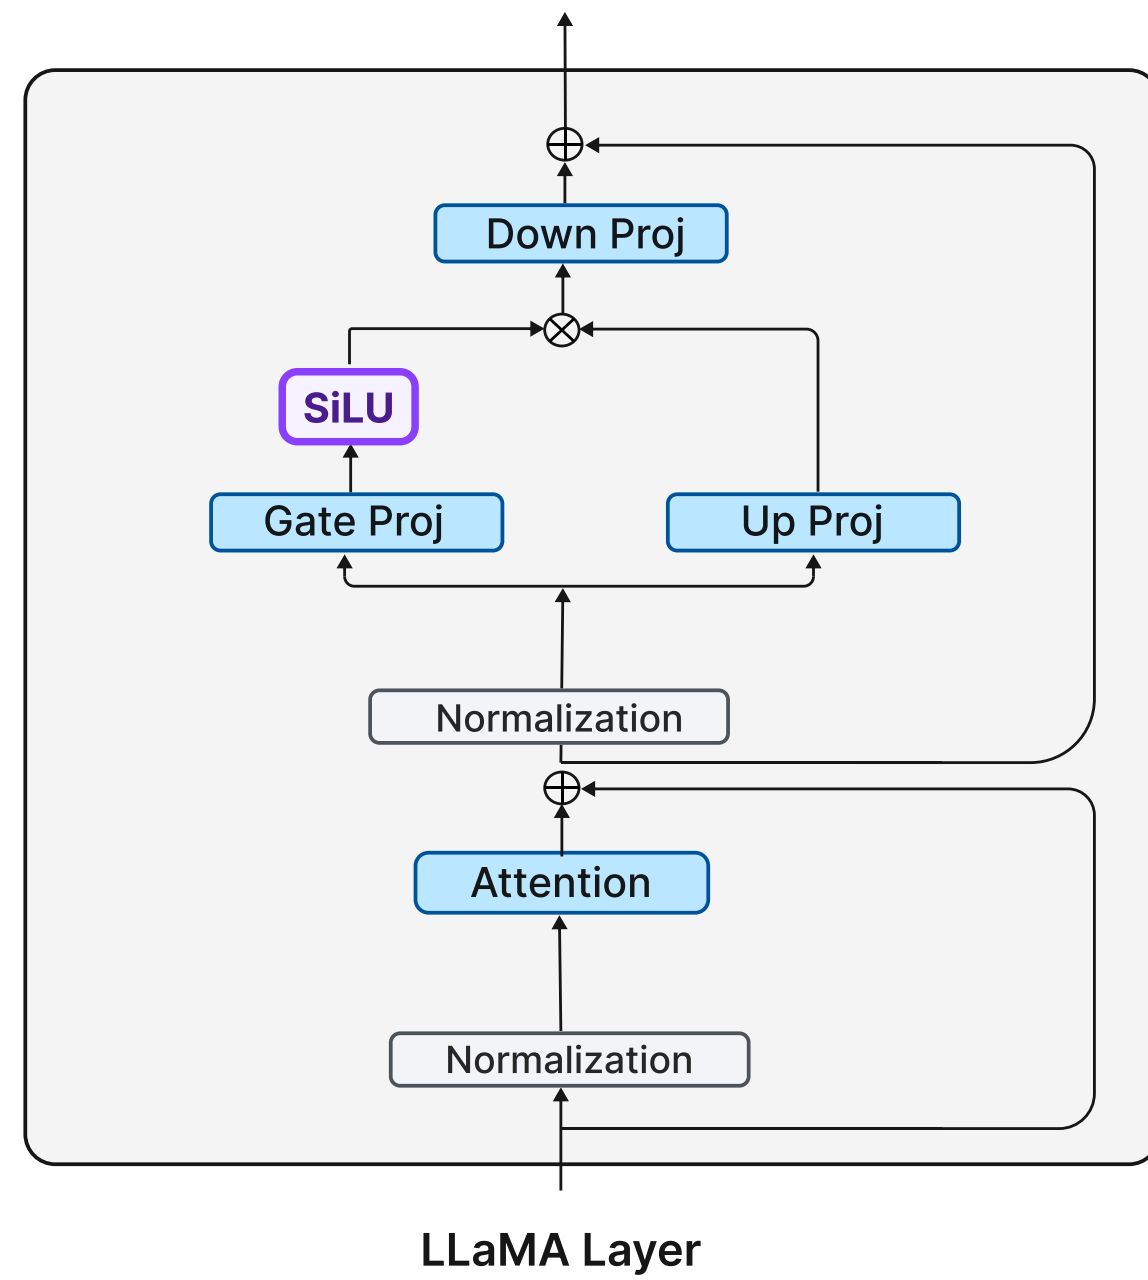 Down Proj
SiLU
Gate Proj
Up Proj
Normalization
Attention
Normalization
LLaMA Layer